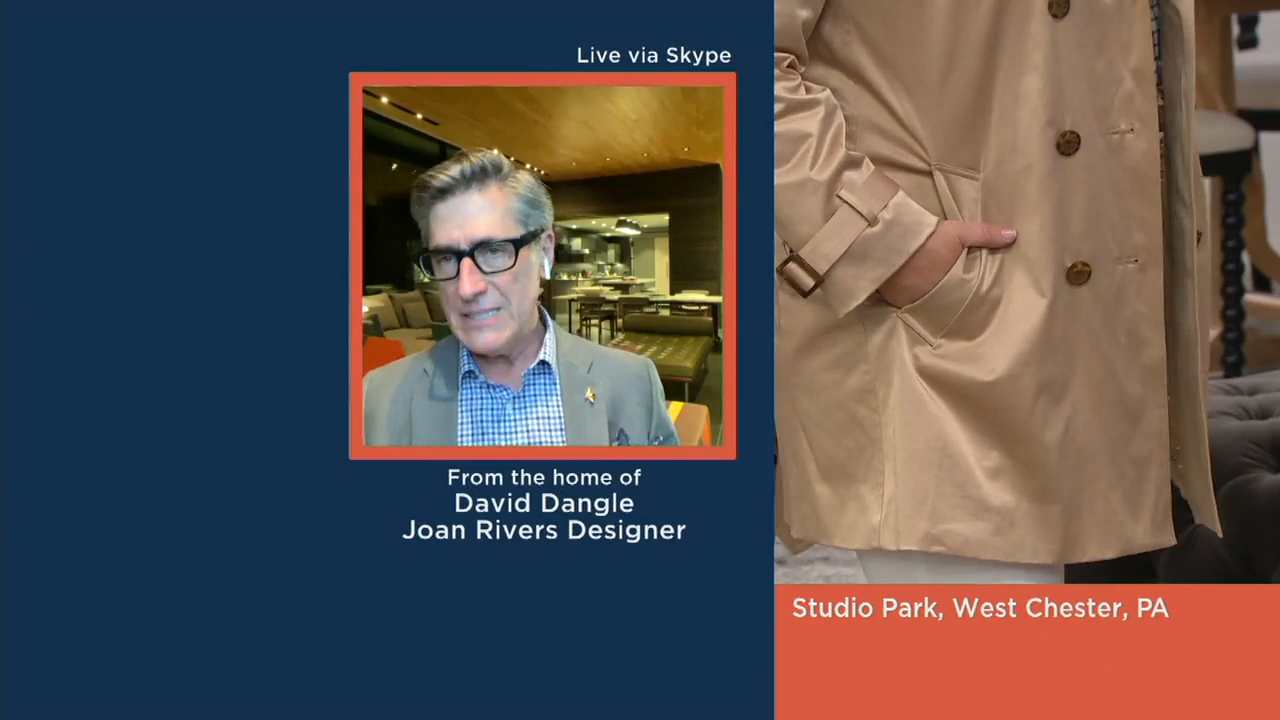 Live via Skype
From the home of
David Dangle
Joan Rivers Designer
Studio Park, West Chester, PA